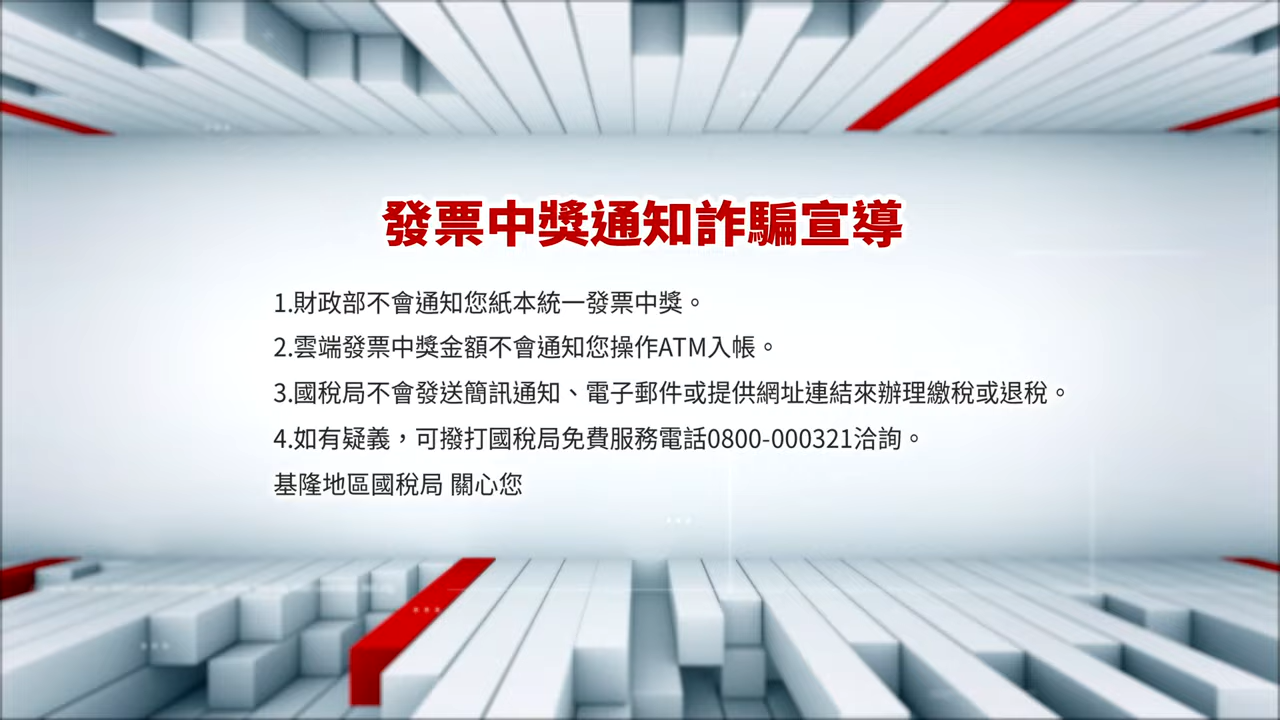 發票中獎通知詐騙宣導
1.財政部不會通知您紙本統一發票中獎。
2.雲端發票中獎金額不會通知您操作ATM入帳。
3.國稅局不會發送簡訊通知、電子郵件或提供網址連結來辦理繳稅或退稅。
4.如有疑義，可撥打國稅局免費服務電話0800-000321洽詢。
基隆地區國稅局 關心您